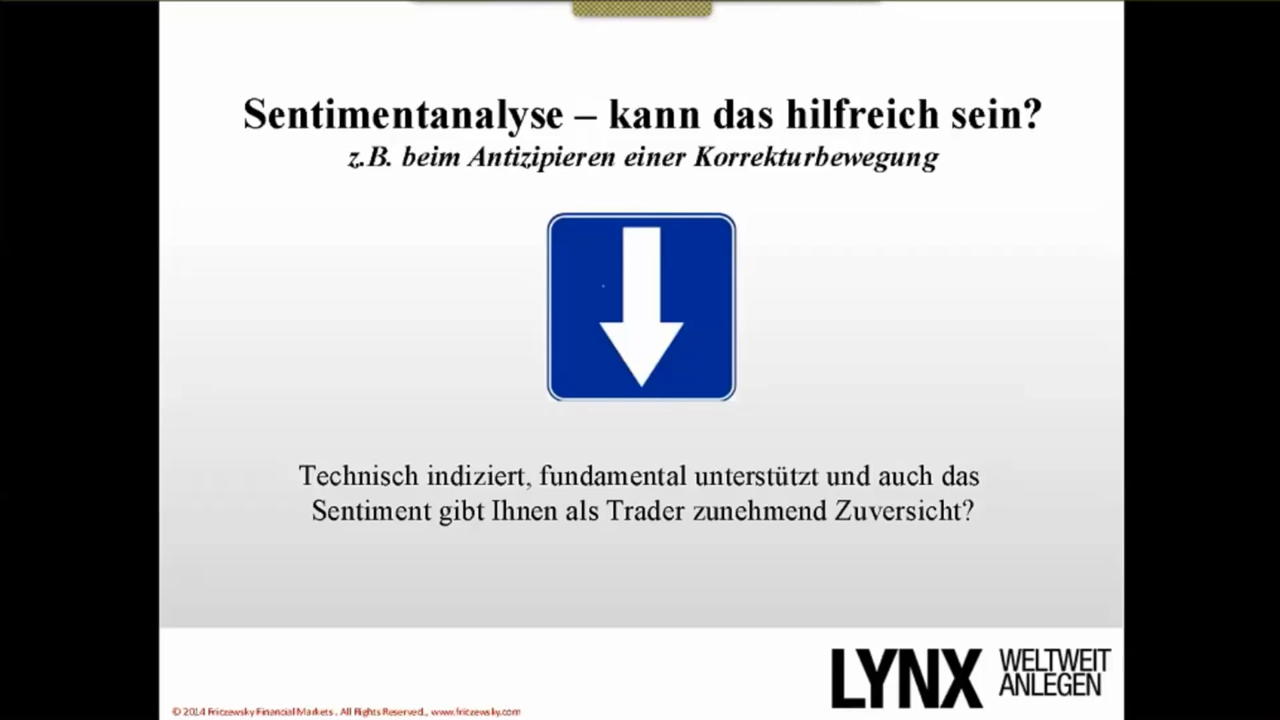 Sentimentanalyse – kann das hilfreich sein?
z.B. beim Antizipieren einer Korrekturbewegung
Technisch indiziert, fundamental unterstützt und auch das
Sentiment gibt Ihnen als Trader zunehmend Zuversicht?
LYNX WELTWEIT
ANLEGEN
© 2014 Friczewsky Financial Markets . All Rights Reserved., www.friczewsky.com